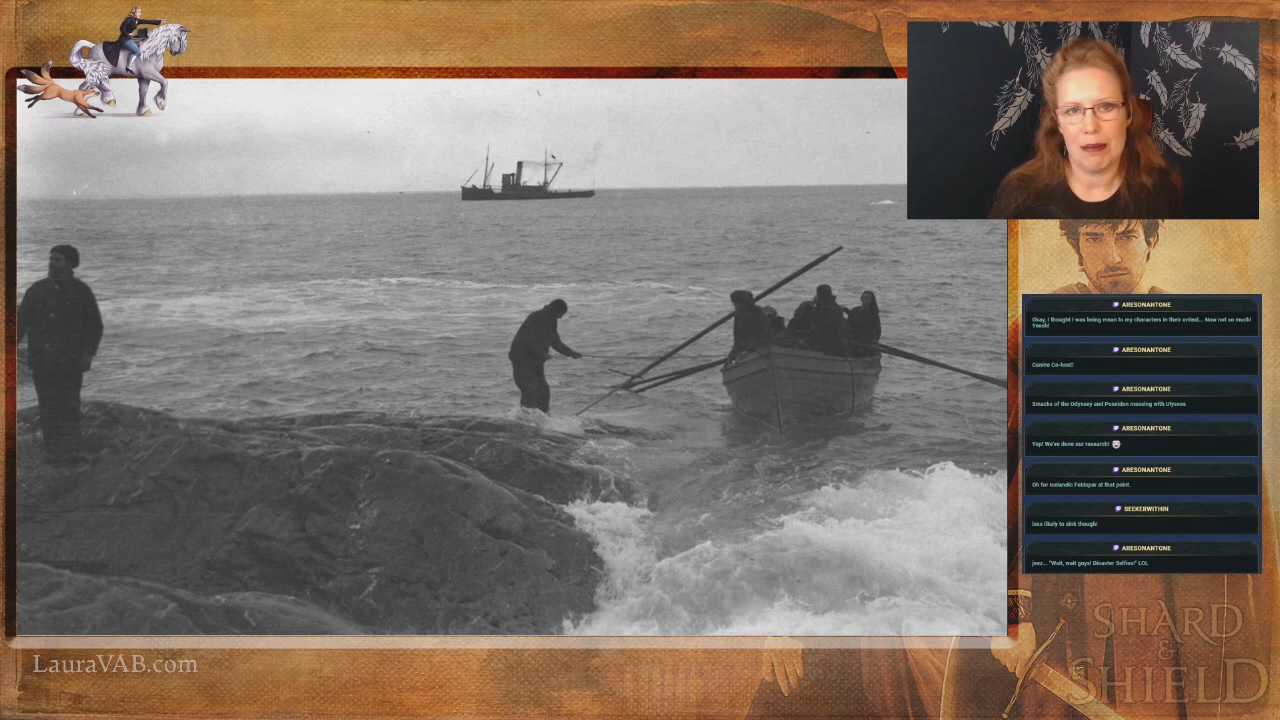 ARESONANTONE
Okay, I thought I was being mean to my characters in their ordeal... Now not so much!
Yeesh!
ARESONANTONE
Canine Co-host!
ARESONANTONE
Smacks of the Odyssey and Poseidon messing with Ulysses
ARESONANTONE
Yup! We've done our research!
ARESONANTONE
Oh for Icelandic Feldspar at that point.
SEEKERWITHIN
less likely to sink though!
ARESONANTONE
jeez... "Wait, wait guys! Disaster Selfies!" LOL
LauraVAB.com
SHARD
&
SHIELD